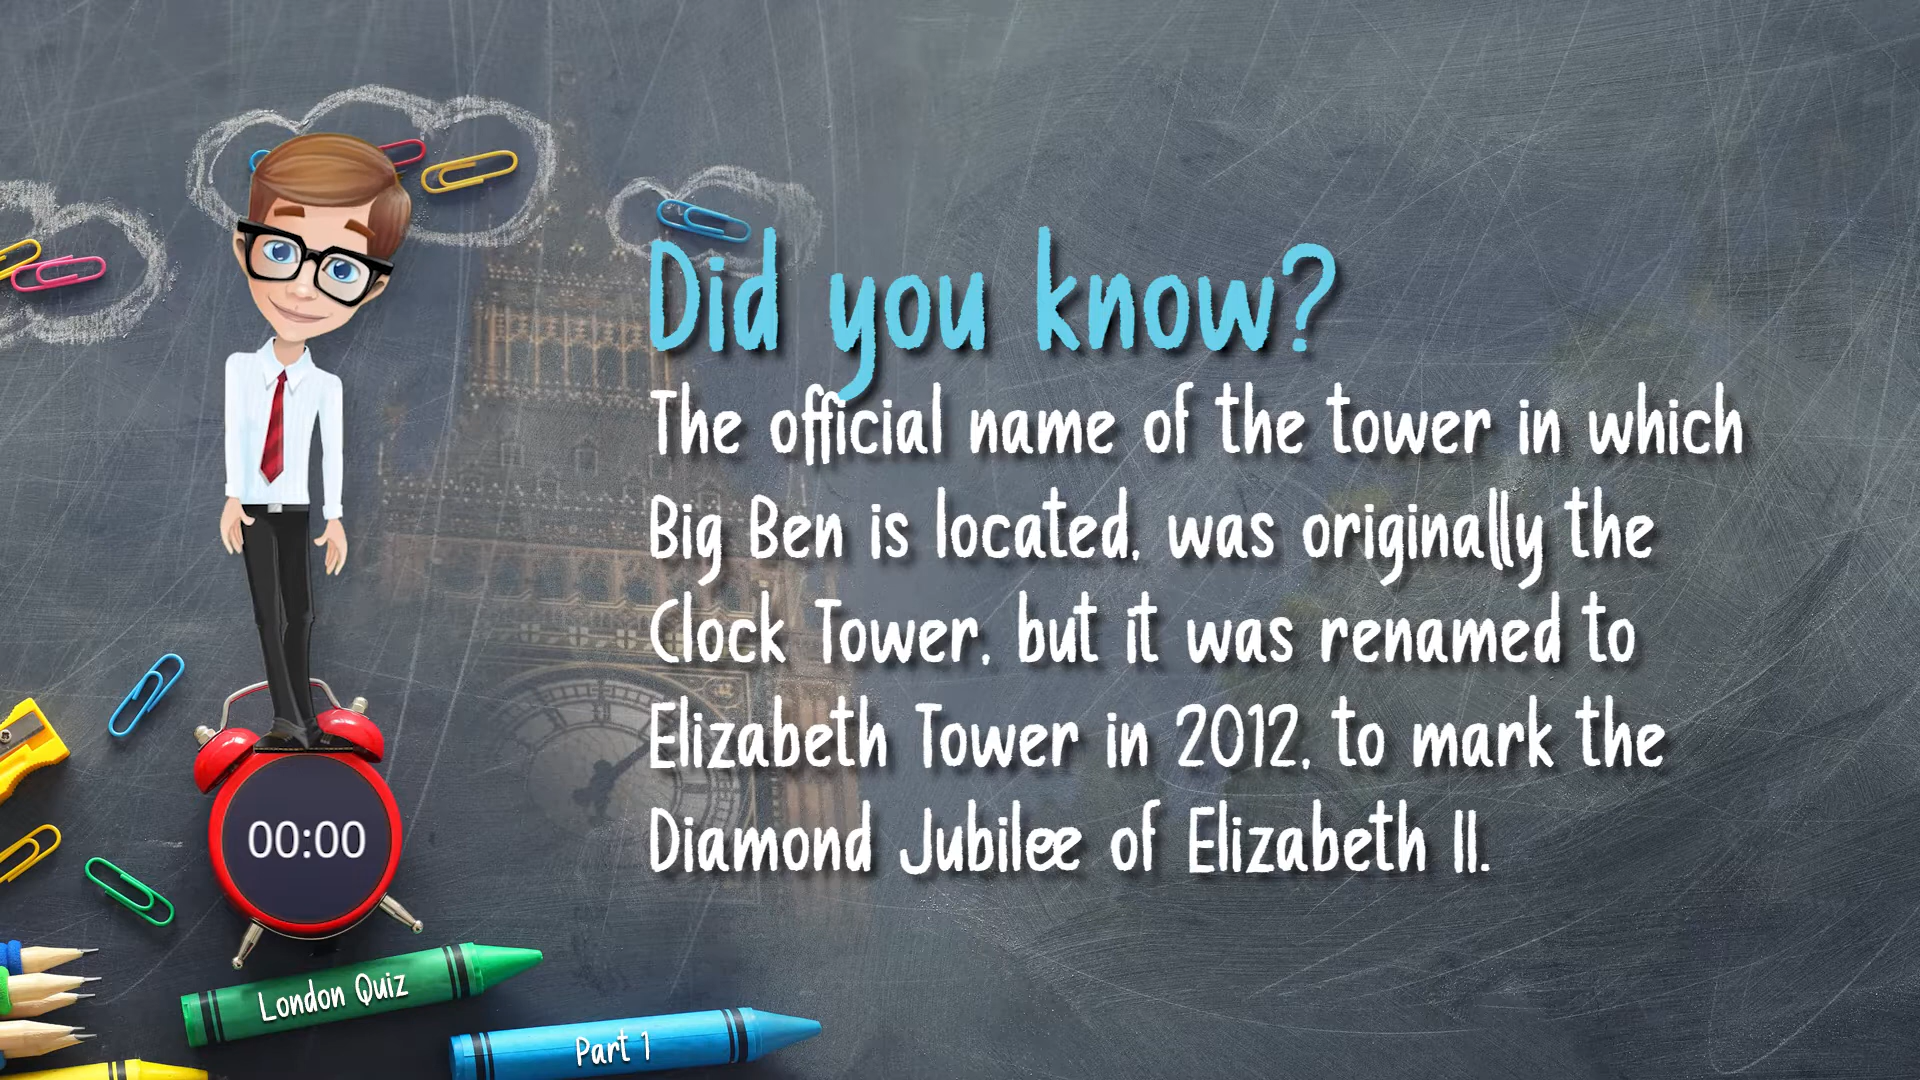 Did you know?
The official name of the tower in which
Big Ben is located, was originally the
Clock Tower, but it was renamed to
Elizabeth Tower in 2012, to mark the
Diamond Jubilee of Elizabeth II.
00:00
London Quiz
Part 1